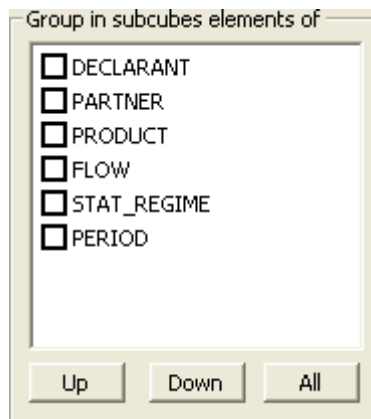 Group in subcubes elements of
DECLARANT
PARTNER
PRODUCT
FLOW
STAT_REGIME
PERIOD
Up Down All